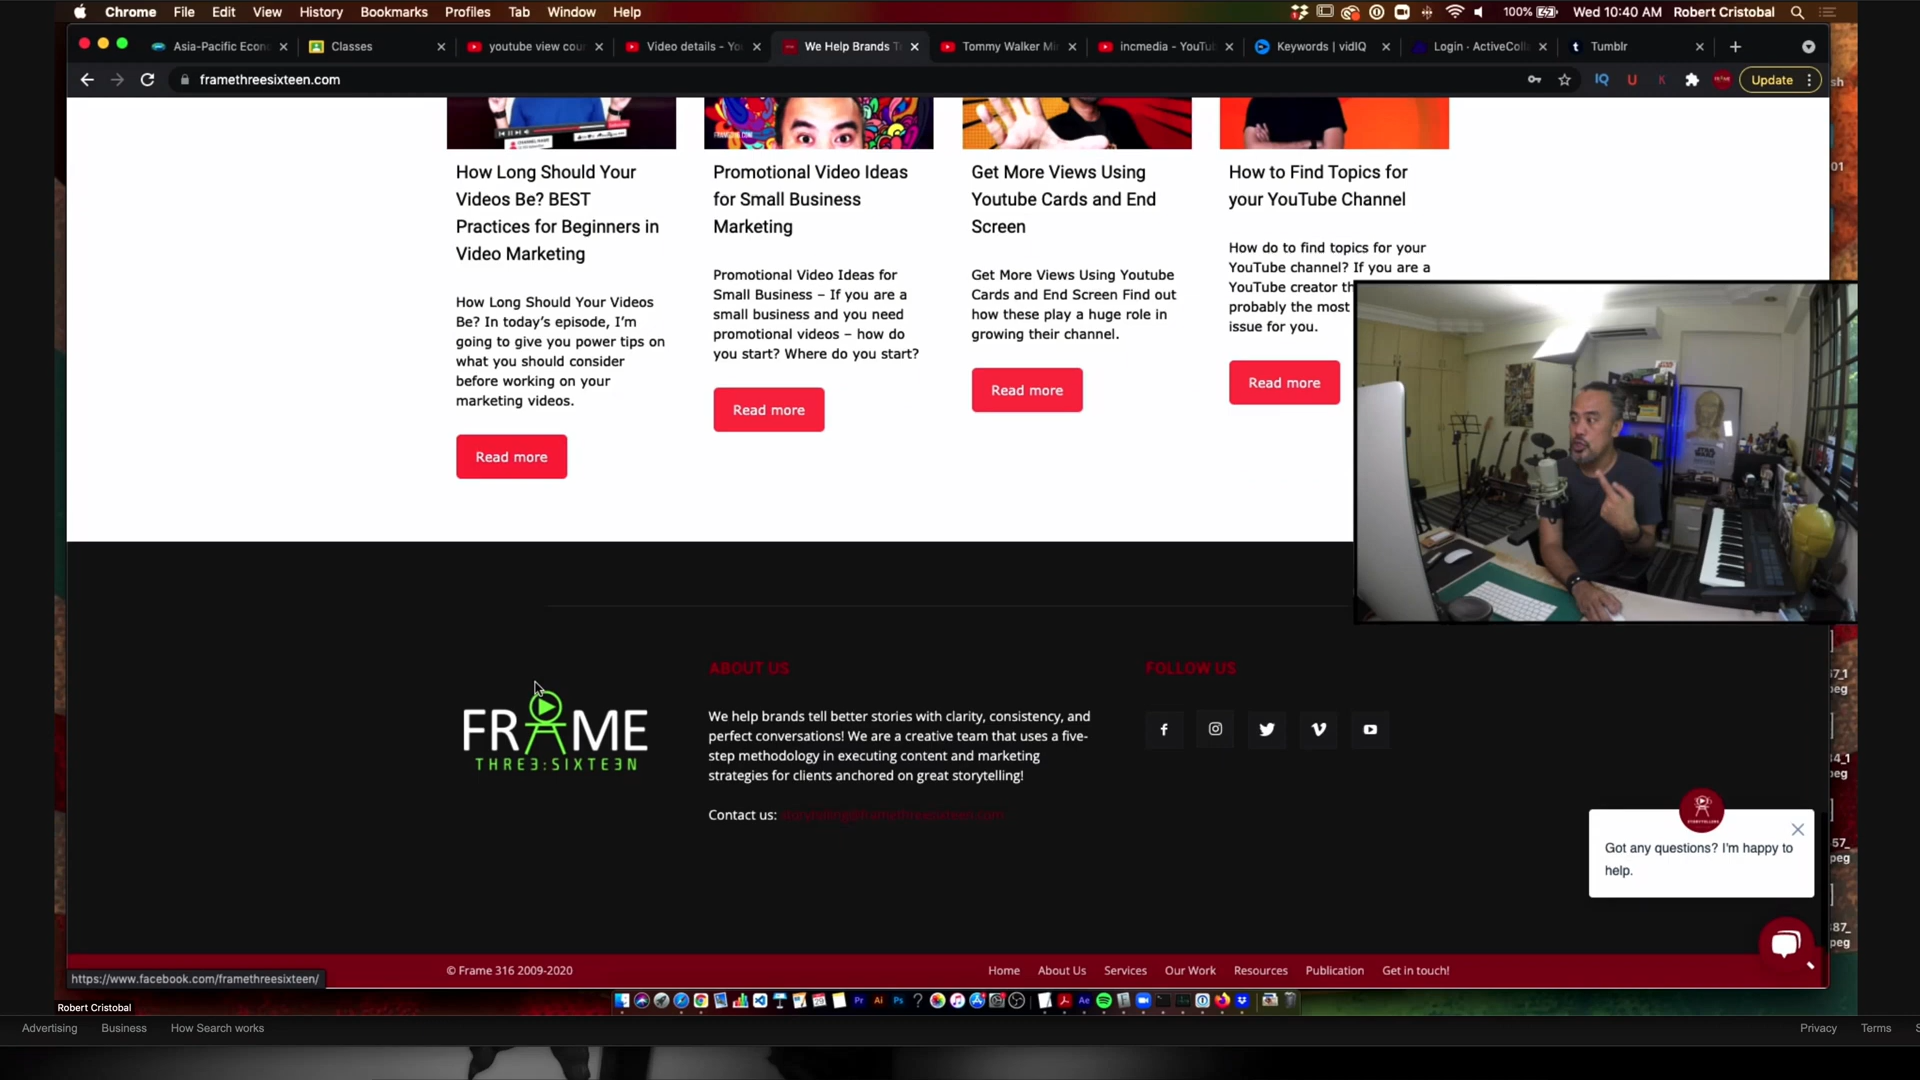 Chrome File Edit View History Bookmarks Profiles Tab Window Help 100% Wed 10:40 AM Robert Cristobal
Asia-Pacific Econ Classes youtube view cou Video details - Yo We Help Brands T Tommy Walker Mi incmedia - YouTu Keywords | vidIQ Login · ActiveColla Tumblr
framethreesixteen.com IQ U K Update
How Long Should Your
Videos Be? BEST
Practices for Beginners in
Video Marketing
How Long Should Your Videos
Be? In today's episode, I'm
going to give you power tips on
what you should consider
before working on your
marketing videos.
Read more
Promotional Video Ideas
for Small Business
Marketing
Promotional Video Ideas for
Small Business – If you are a
small business and you need
promotional videos – how do
you start? Where do you start?
Read more
Get More Views Using
Youtube Cards and End
Screen
Get More Views Using Youtube
Cards and End Screen Find out
how these play a huge role in
growing their channel.
Read more
How to Find Topics for
your YouTube Channel
How do to find topics for your
YouTube channel? If you are a
YouTube creator th
probably the most
issue for you.
Read more
FRAME
THRE3:SIXTE3N
ABOUT US
We help brands tell better stories with clarity, consistency, and
perfect conversations! We are a creative team that uses a five-
step methodology in executing content and marketing
strategies for clients anchored on great storytelling!
Contact us: storytelling@framethreesixteen.com
FOLLOW US
Got any questions? I'm happy to
help.
© Frame 316 2009-2020 Home About Us Services Our Work Resources Publication Get in touch!
https://www.facebook.com/framethreesixteen/
Robert Cristobal
Advertising Business How Search works Privacy Terms